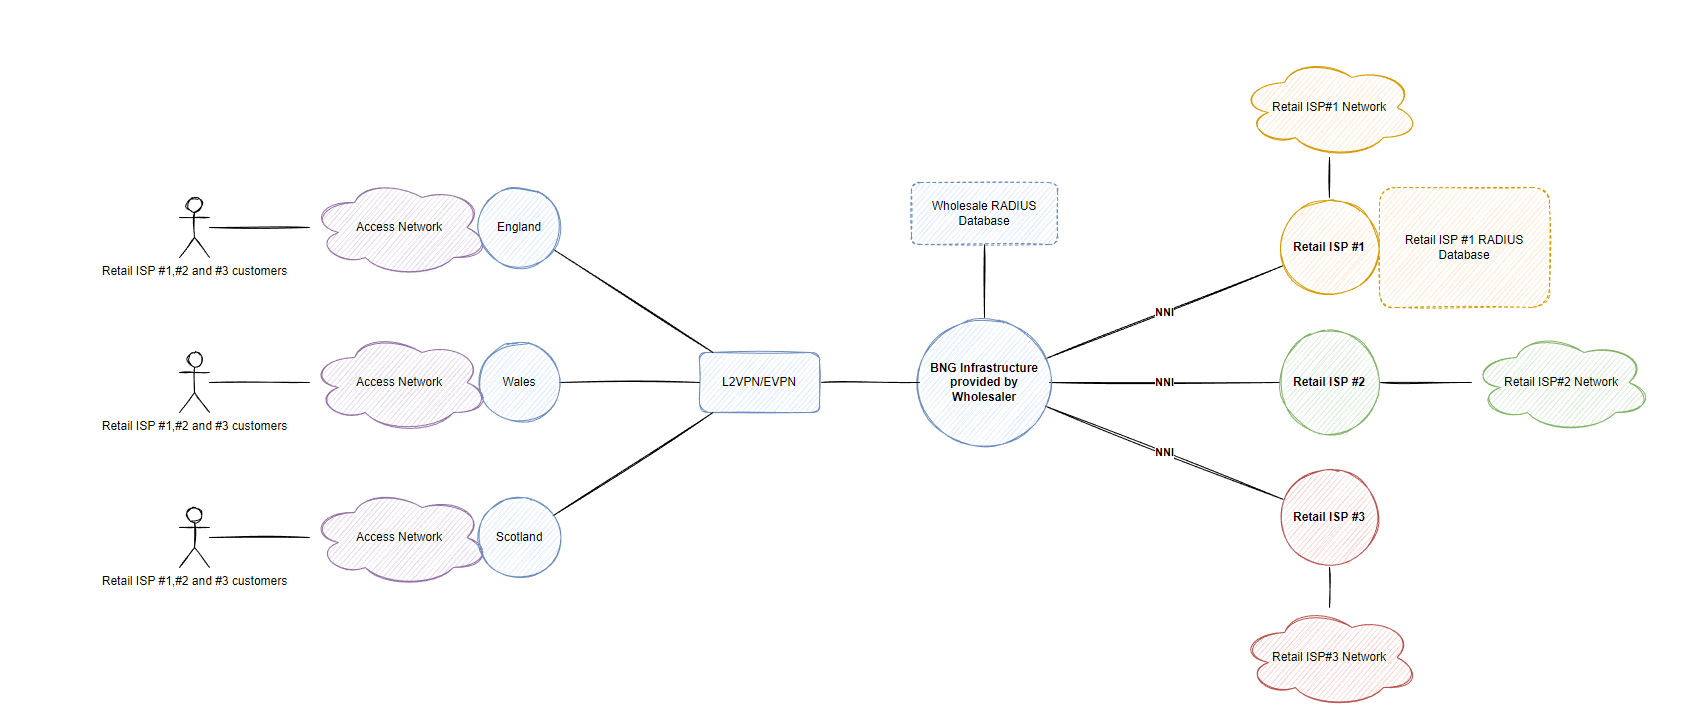 Retail ISP#1 Network
Wholesale RADIUS
Database
Access Network
England
Retail ISP #1
Retail ISP #1 RADIUS
Database
Retail ISP #1,#2 and #3 customers
NNI
Access Network
Wales
L2VPN/EVPN
BNG Infrastructure
provided by
Wholesaler
NNI
Retail ISP #2
Retail ISP#2 Network
Retail ISP #1,#2 and #3 customers
NNI
Retail ISP #3
Access Network
Scotland
Retail ISP #1,#2 and #3 customers
Retail ISP#3 Network